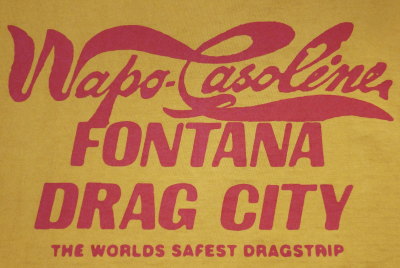 Wapo-Gasoline
FONTANA
DRAG CITY
THE WORLDS SAFEST DRAGSTRIP